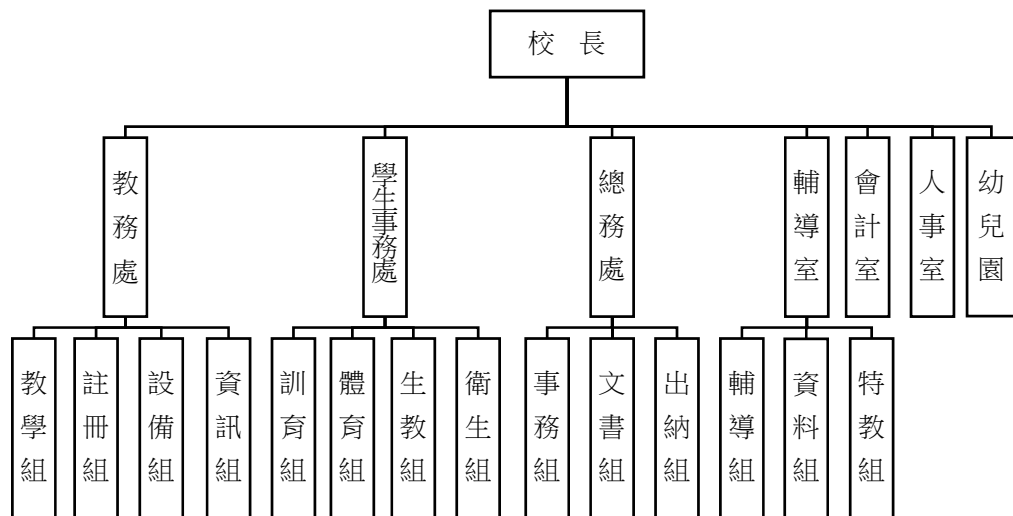 校 長
教務處
學生事務處
總務處
輔導室
會計室
人事室
幼兒園
教學組
註冊組
設備組
資訊組
訓育組
體育組
生教組
衛生組
事務組
文書組
出納組
輔導組
資料組
特教組